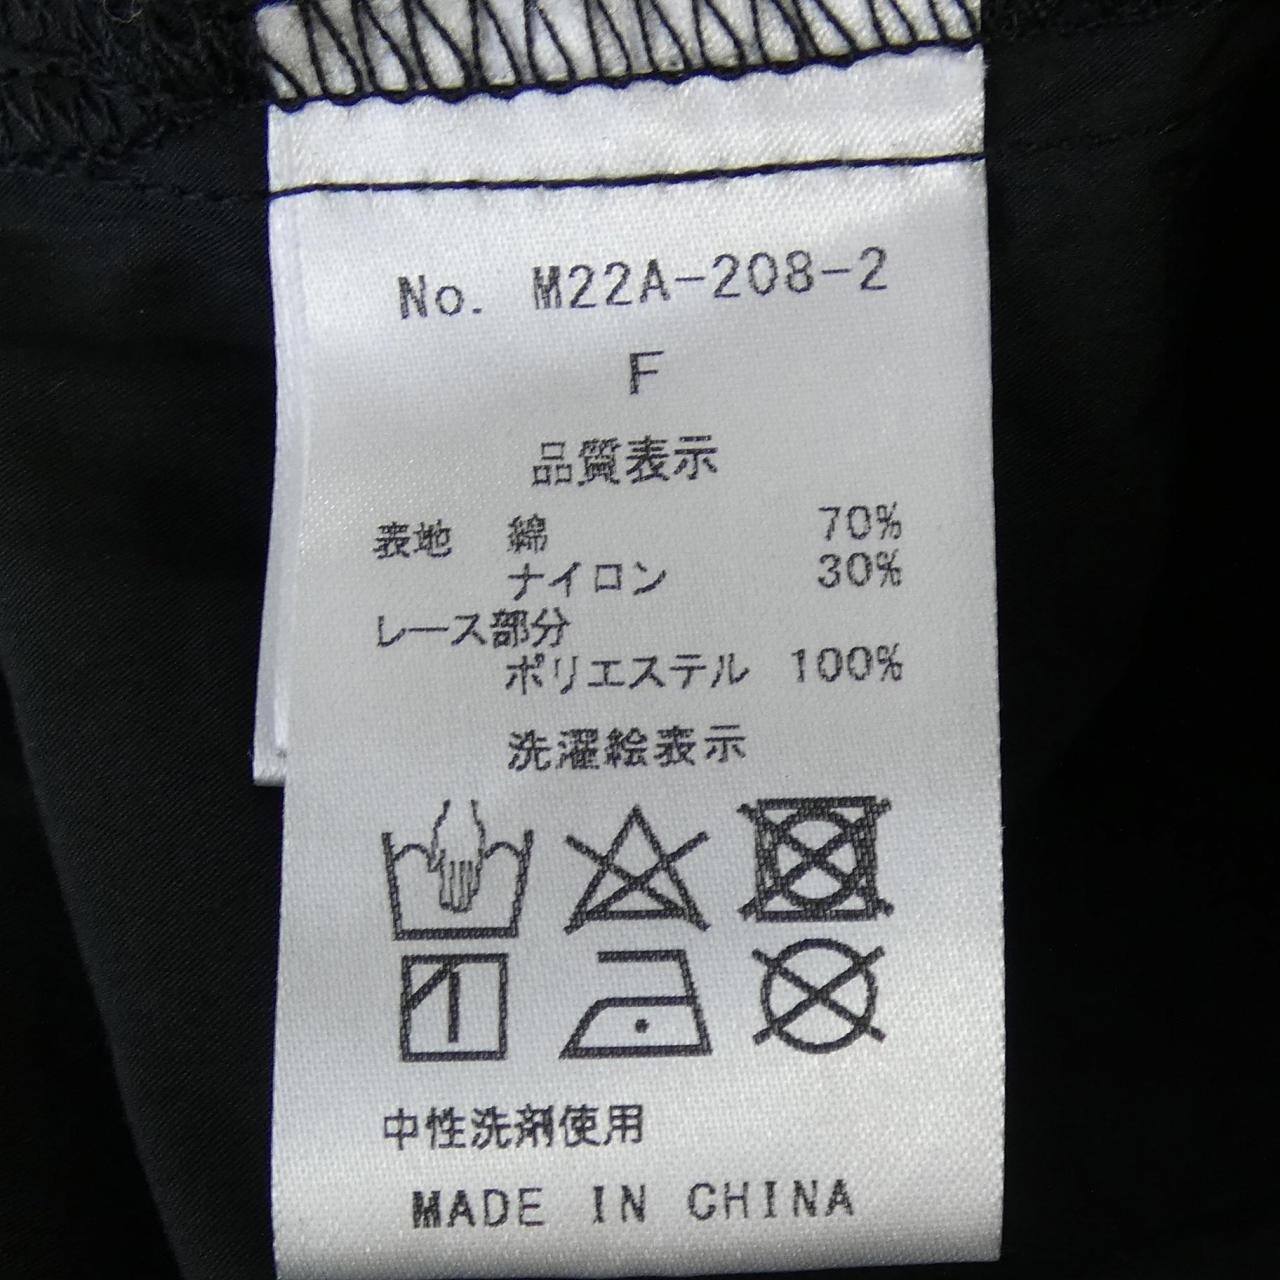 No. M22A-208-2
F
品質表示
表地 綿 70%
ナイロン 30%
レース部分
ポリエステル 100%
洗濯絵表示
中性洗剤使用
MADE IN CHINA